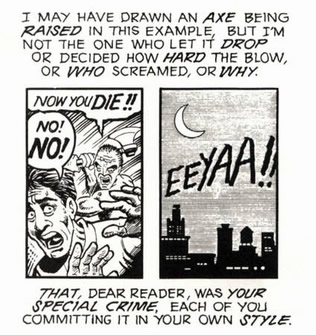 I MAY HAVE DRAWN AN AXE BEING
RAISED IN THIS EXAMPLE, BUT I'M
NOT THE ONE WHO LET IT DROP
OR DECIDED HOW HARD THE BLOW,
OR WHO SCREAMED, OR WHY.
NOW YOU DIE!!
NO!
NO!
EEYAA!!
THAT, DEAR READER, WAS YOUR
SPECIAL CRIME, EACH OF YOU
COMMITTING IT IN YOUR OWN STYLE.